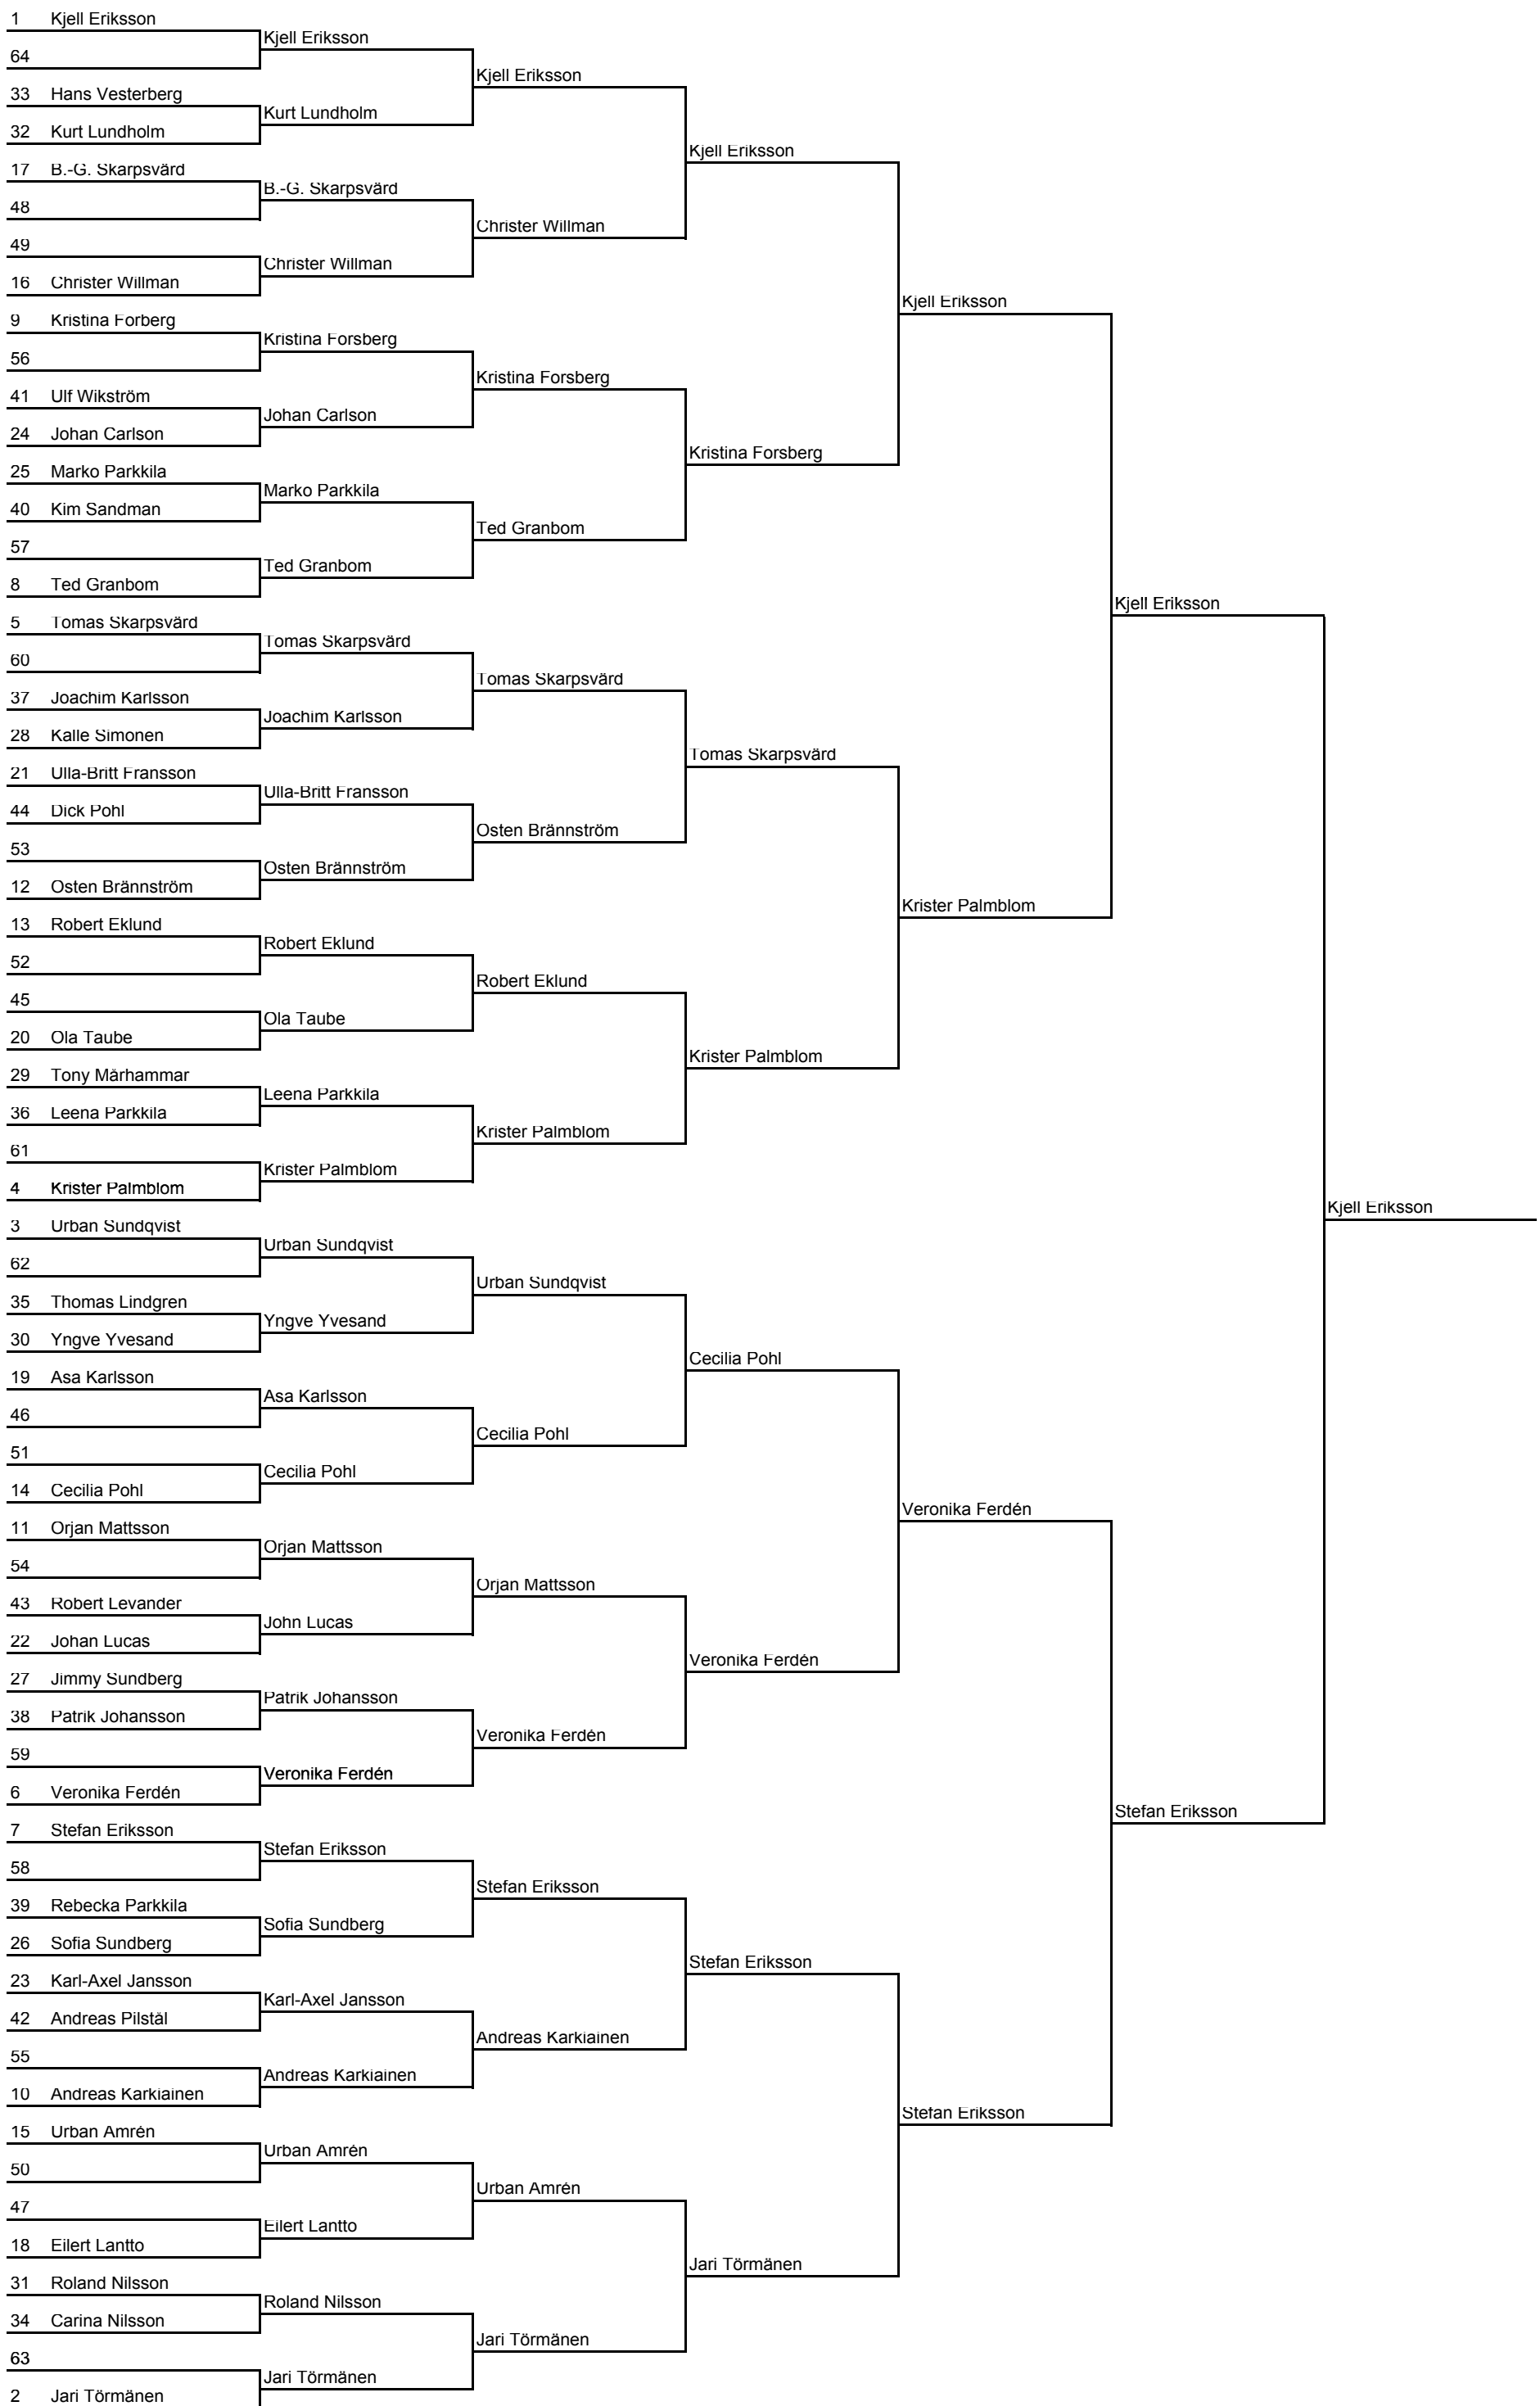 1 Kjell Eriksson
Kjell Eriksson
64
Kjell Eriksson
33 Hans Vesterberg
Kurt Lundholm
32 Kurt Lundholm
Kjell Eriksson
17 B.-G. Skarpsvärd
B.-G. Skarpsvärd
48
Christer Willman
49
Christer Willman
16 Christer Willman
Kjell Eriksson
9 Kristina Forberg
Kristina Forsberg
56
Kristina Forsberg
41 Ulf Wikström
Johan Carlson
24 Johan Carlson
Kristina Forsberg
25 Marko Parkkila
Marko Parkkila
40 Kim Sandman
Ted Granbom
57
Ted Granbom
8 Ted Granbom
Kjell Eriksson
5 Tomas Skarpsvärd
Tomas Skarpsvärd
60
Tomas Skarpsvärd
37 Joachim Karlsson
Joachim Karlsson
28 Kalle Simonen
Tomas Skarpsvärd
21 Ulla-Britt Fransson
Ulla-Britt Fransson
44 Dick Pohl
Osten Brännström
53
Osten Brännström
12 Osten Brännström
Krister Palmblom
13 Robert Eklund
Robert Eklund
52
Robert Eklund
45
Ola Taube
20 Ola Taube
Krister Palmblom
29 Tony Märhammar
Leena Parkkila
36 Leena Parkkila
Krister Palmblom
61
Krister Palmblom
4 Krister Palmblom
Kjell Eriksson
3 Urban Sundqvist
Urban Sundqvist
62
Urban Sundqvist
35 Thomas Lindgren
Yngve Yvesand
30 Yngve Yvesand
Cecilia Pohl
19 Asa Karlsson
Asa Karlsson
46
Cecilia Pohl
51
Cecilia Pohl
14 Cecilia Pohl
Veronika Ferdén
11 Orjan Mattsson
Orjan Mattsson
54
Orjan Mattsson
43 Robert Levander
John Lucas
22 Johan Lucas
Veronika Ferdén
27 Jimmy Sundberg
Patrik Johansson
38 Patrik Johansson
Veronika Ferdén
59
Veronika Ferdén
6 Veronika Ferdén
Stefan Eriksson
7 Stefan Eriksson
Stefan Eriksson
58
Stefan Eriksson
39 Rebecka Parkkila
Sofia Sundberg
26 Sofia Sundberg
Stefan Eriksson
23 Karl-Axel Jansson
Karl-Axel Jansson
42 Andreas Pilstäl
Andreas Karkiainen
55
Andreas Karkiainen
10 Andreas Karkiainen
Stefan Eriksson
15 Urban Amrén
Urban Amrén
50
Urban Amrén
47
Eilert Lantto
18 Eilert Lantto
Jari Törmänen
31 Roland Nilsson
Roland Nilsson
34 Carina Nilsson
Jari Törmänen
63
Jari Törmänen
2 Jari Törmänen